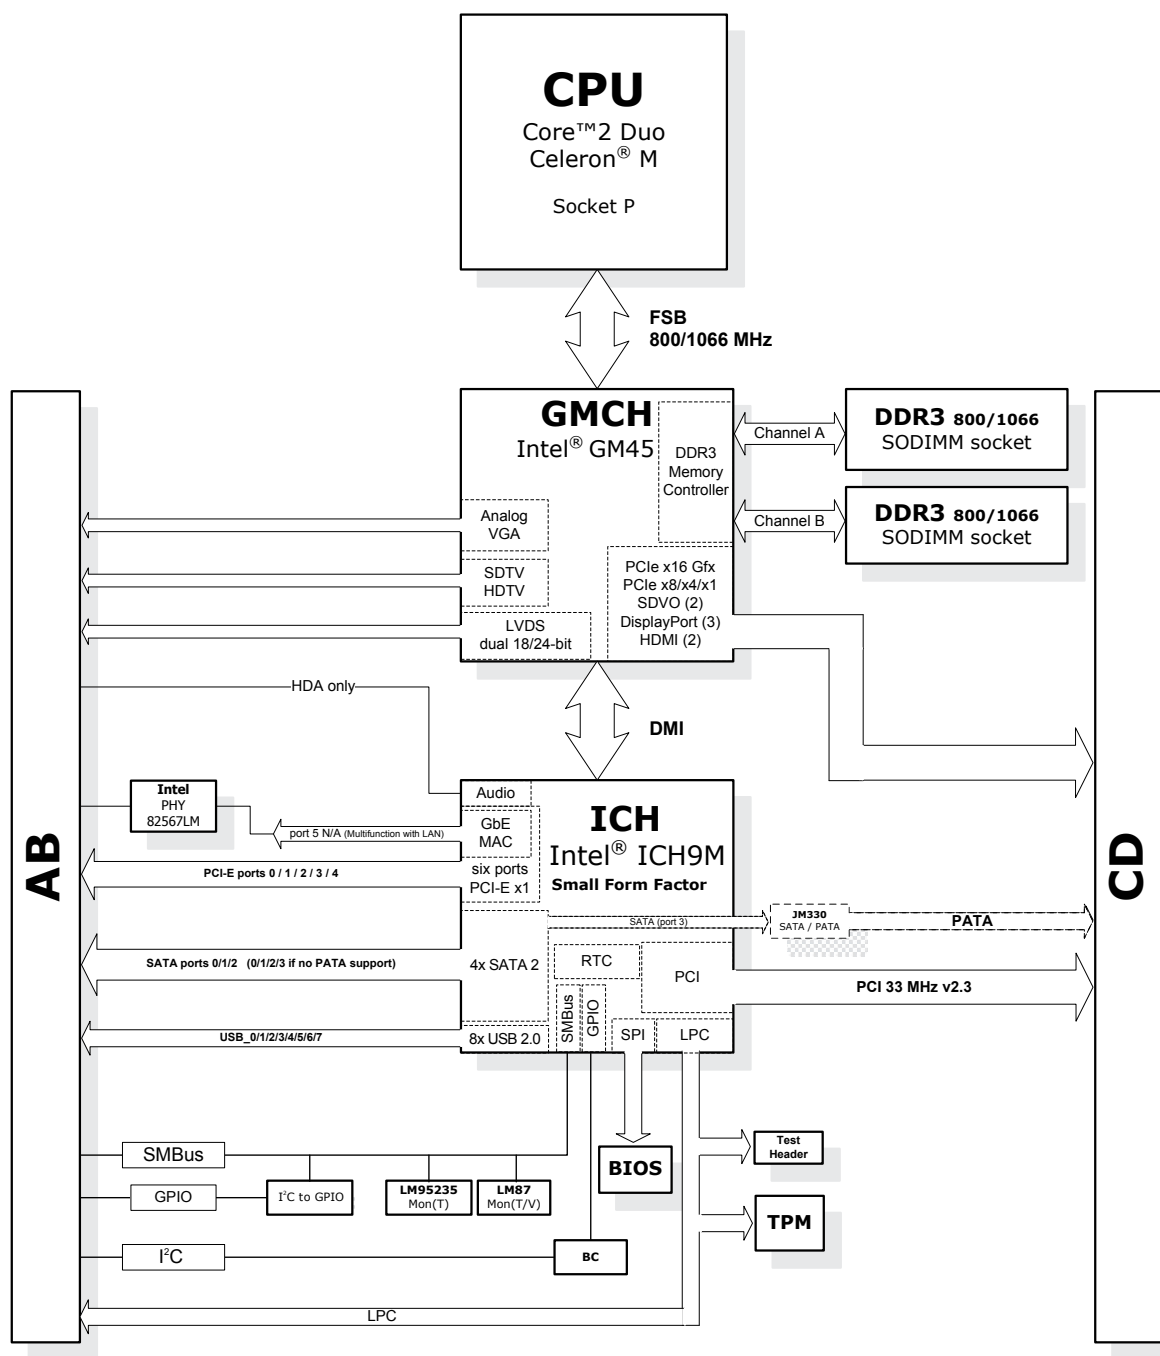 CPU
Core™2 Duo
Celeron® M
Socket P
FSB
800/1066 MHz
GMCH
Intel® GM45
DDR3
Memory
Controller
Channel A
DDR3 800/1066
SODIMM socket
Channel B
DDR3 800/1066
SODIMM socket
Analog
VGA
SDTV
HDTV
LVDS
dual 18/24-bit
PCIe x16 Gfx
PCIe x8/x4/x1
SDVO (2)
DisplayPort (3)
HDMI (2)
HDA only
DMI
AB
CD
Intel
PHY
82567LM
port 5 N/A (Multifunction with LAN)
Audio
GbE
MAC
ICH
Intel® ICH9M
Small Form Factor
PCI-E ports 0 / 1 / 2 / 3 / 4
six ports
PCI-E x1
SATA (port 3)
JM330
SATA / PATA
PATA
SATA ports 0/1/2 (0/1/2/3 if no PATA support)
4x SATA 2
RTC
PCI
PCI 33 MHz v2.3
USB_0/1/2/3/4/5/6/7
8x USB 2.0
SMBus
GPIO
SPI
LPC
SMBus
GPIO
I²C to GPIO
LM95235
Mon(T)
LM87
Mon(T/V)
BIOS
Test
Header
TPM
I²C
BC
LPC